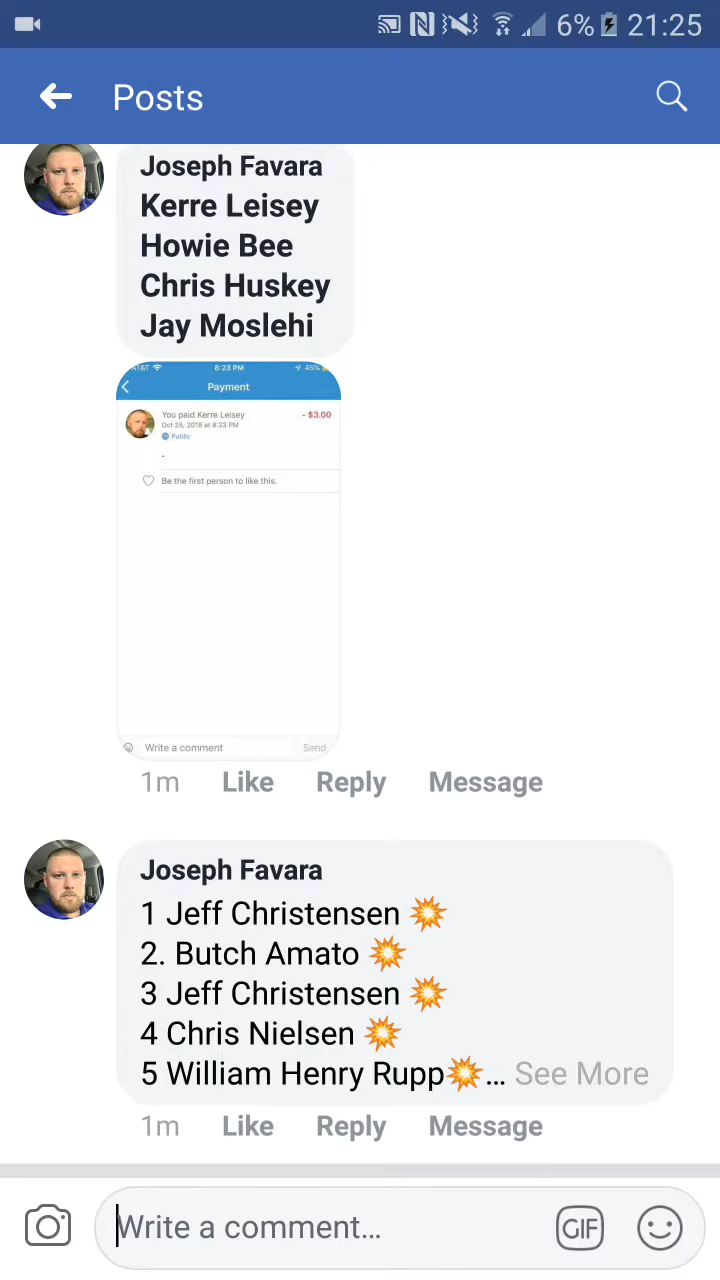 6% 21:25
Posts
Joseph Favara
Kerre Leisey
Howie Bee
Chris Huskey
Jay Moslehi
AT&T 8:23 PM 45%
Payment
You paid Kerre Leisey - $3.00
Oct 28, 2018 at 8:23 PM
Public
.
Be the first person to like this.
Write a comment Send
1m Like Reply Message
Joseph Favara
1 Jeff Christensen 💥
2. Butch Amato 💥
3 Jeff Christensen 💥
4 Chris Nielsen 💥
5 William Henry Rupp💥... See More
1m Like Reply Message
Write a comment...
GIF